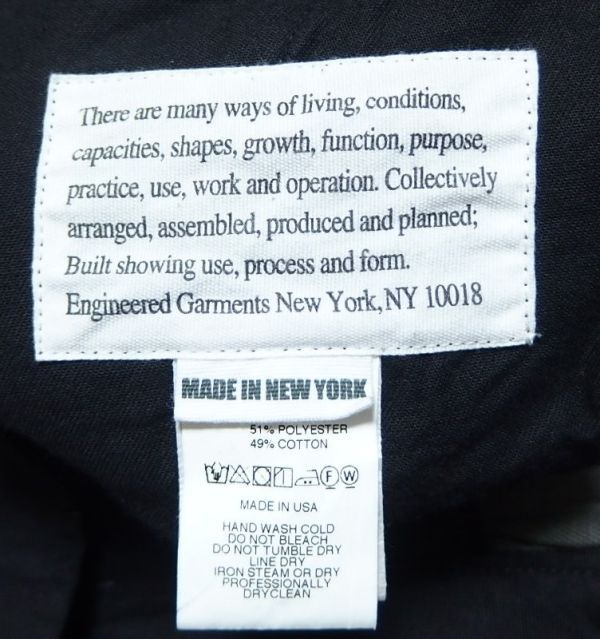 There are many ways of living, conditions,
capacities, shapes, growth, function, purpose,
practice, use, work and operation. Collectively
arranged, assembled, produced and planned;
Built showing use, process and form.
Engineered Garments New York, NY 10018
MADE IN NEW YORK
51% POLYESTER
49% COTTON
F W
MADE IN USA
HAND WASH COLD
DO NOT BLEACH
DO NOT TUMBLE DRY
LINE DRY
IRON STEAM OR DRY
PROFESSIONALLY
DRYCLEAN